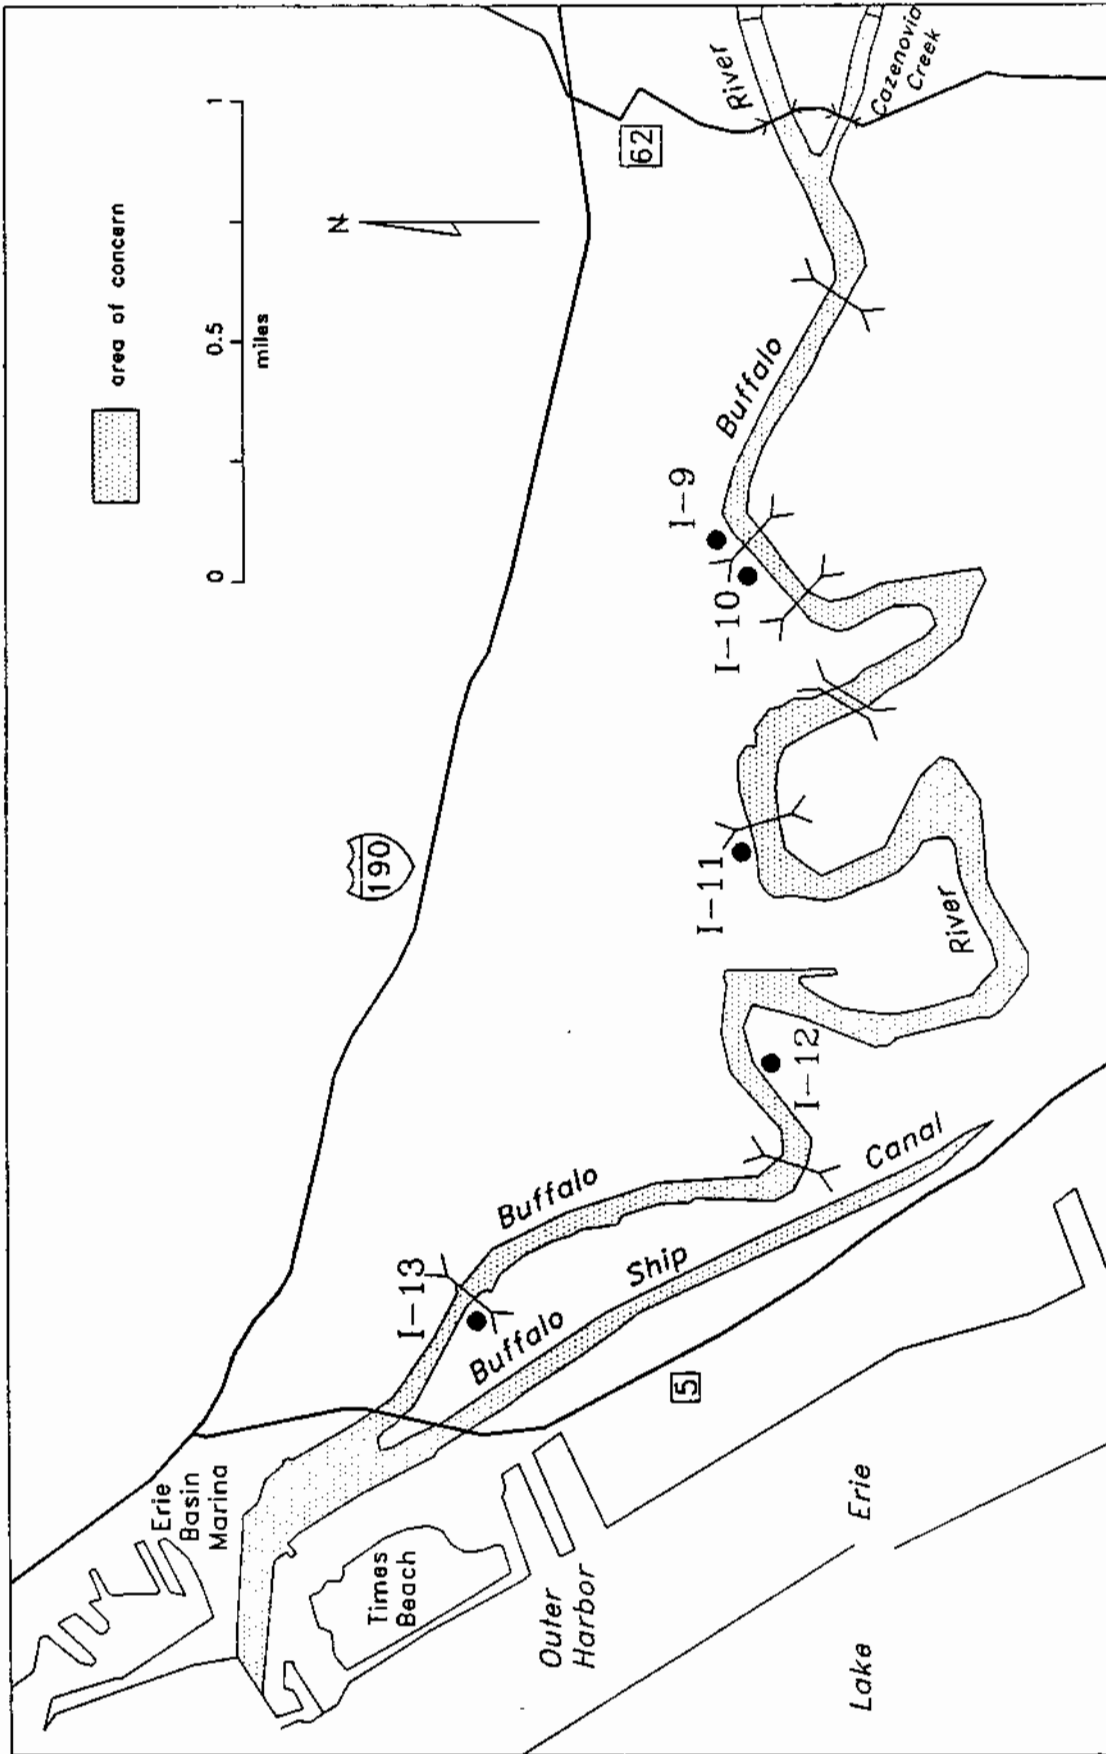 area of concern
0 0.5 1
miles
N
190
62
River
Cazenovia
Creek
Buffalo
I-9
I-10
I-11
River
I-12
Buffalo
I-13
Buffalo
Ship
Canal
5
Erie
Basin
Marina
Times
Beach
Outer
Harbor
Lake
Erie